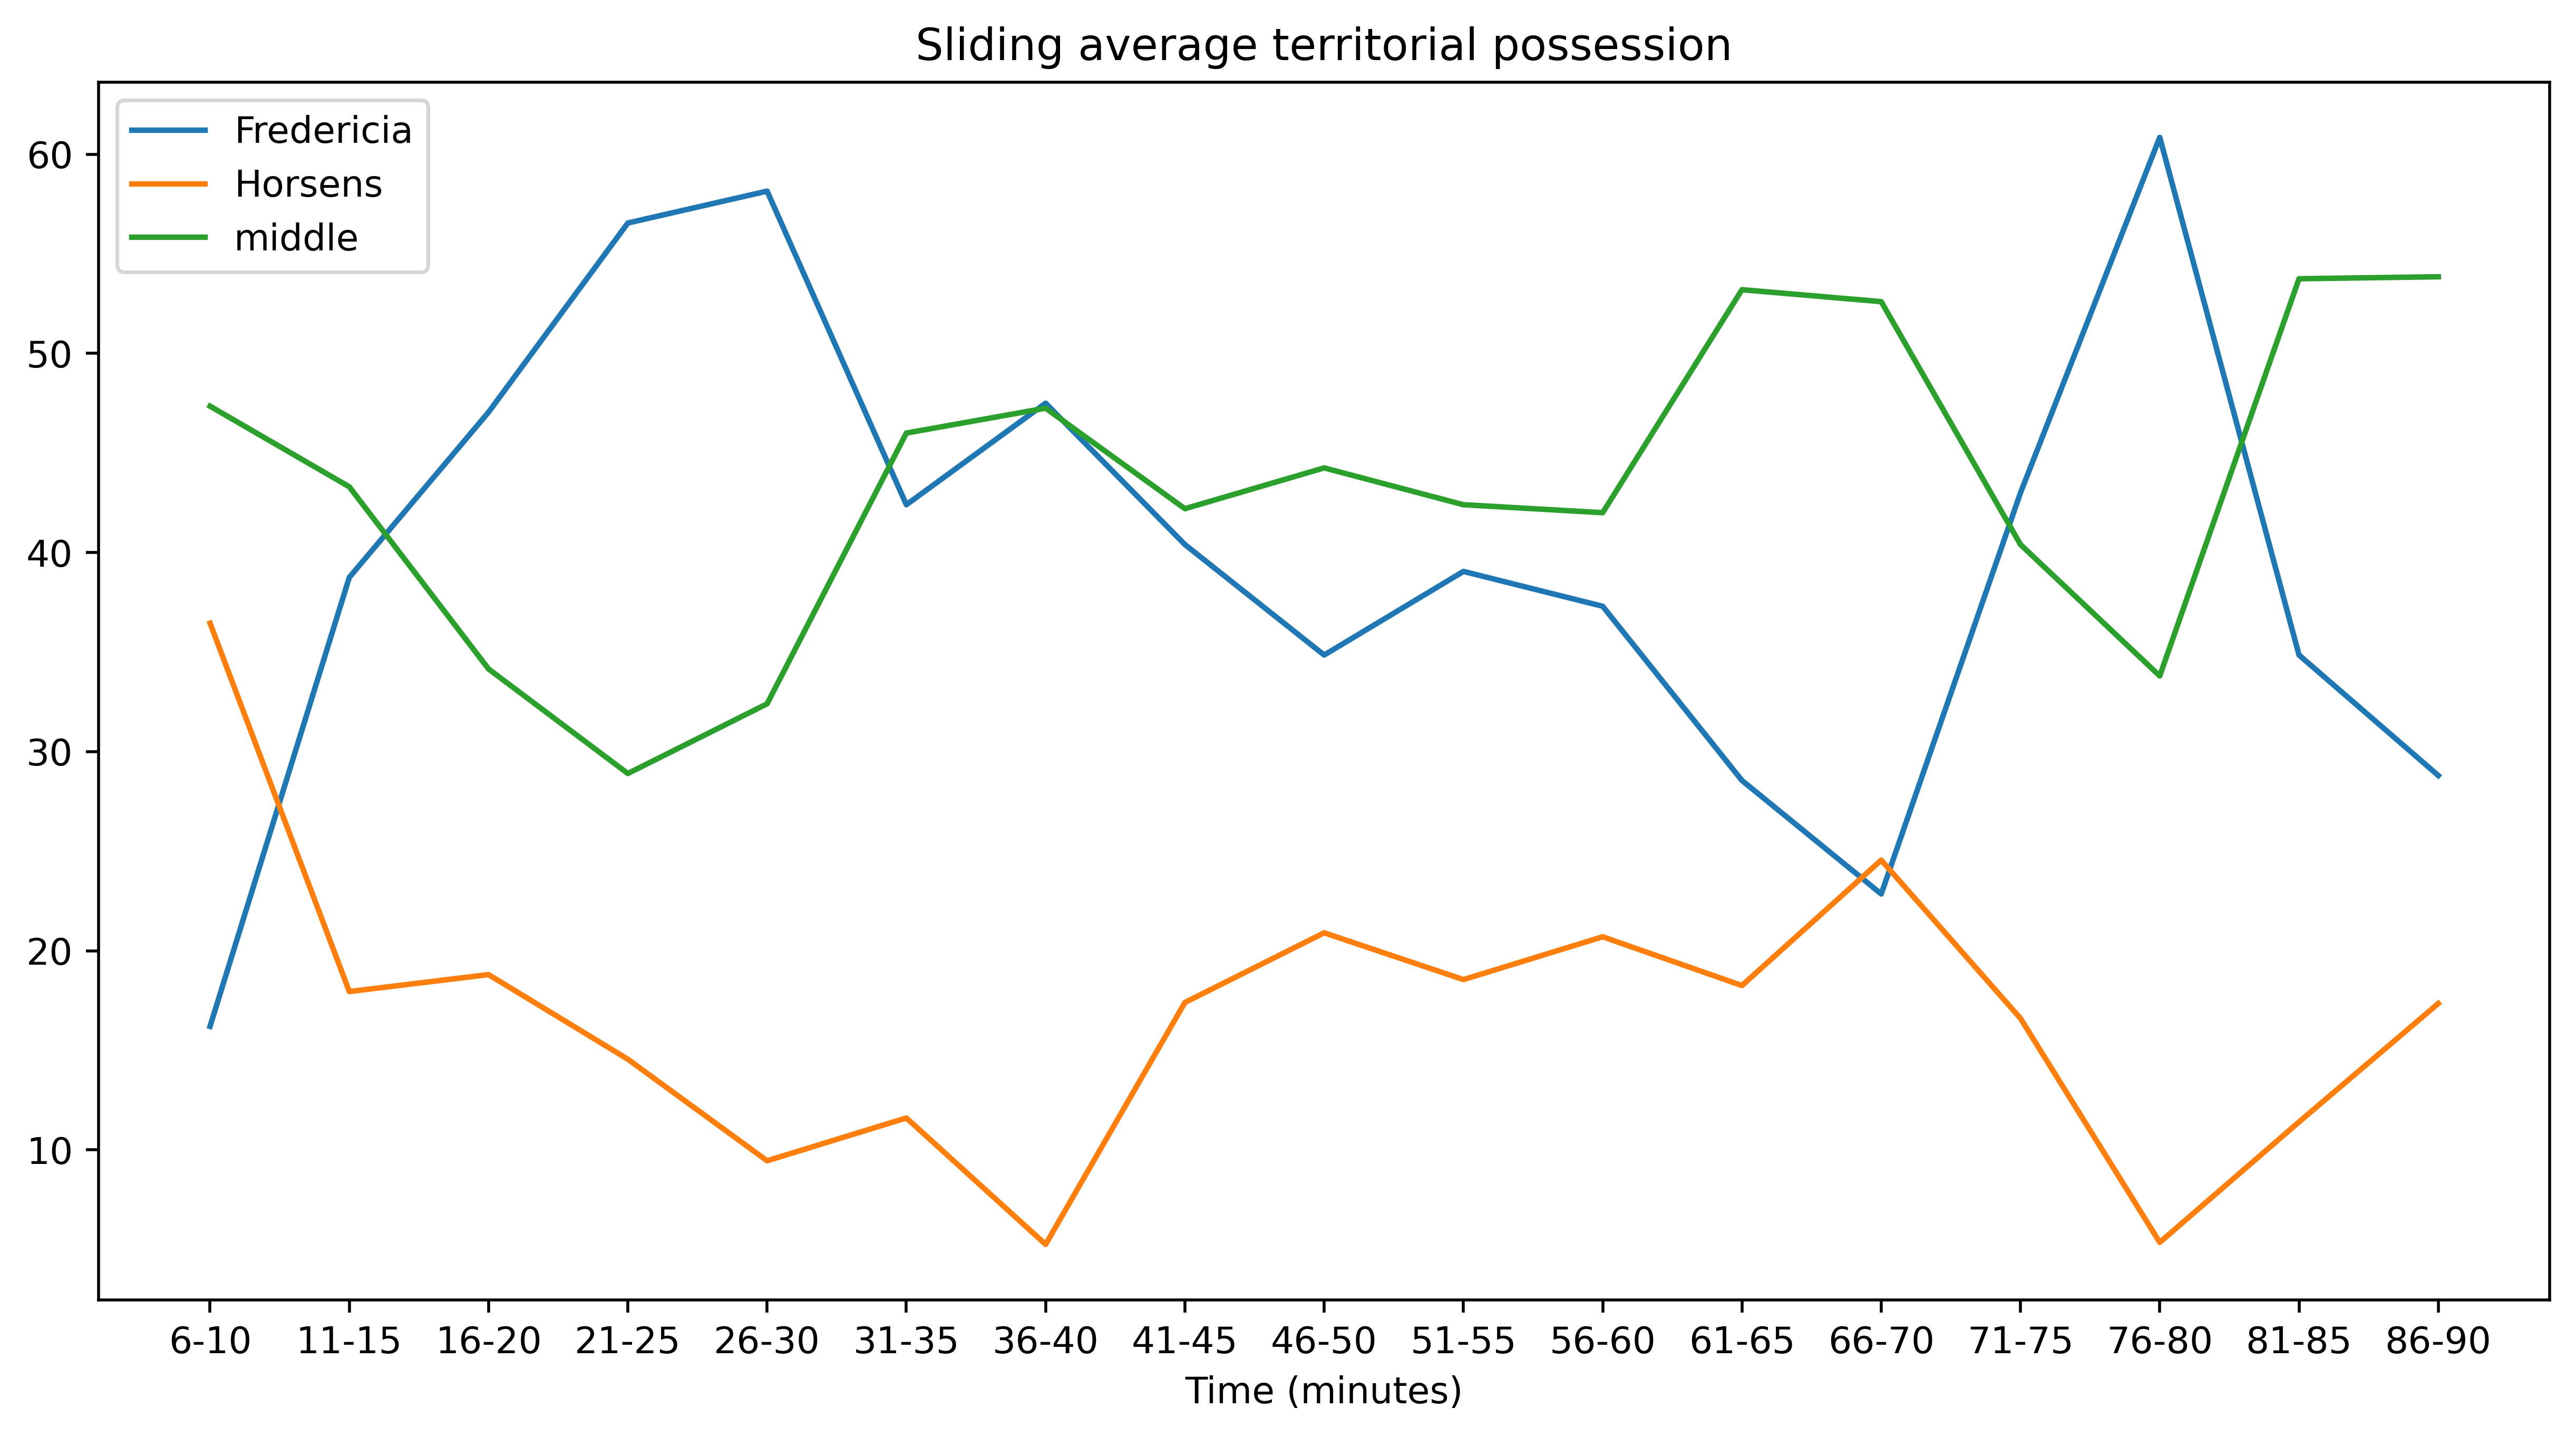 Sliding average territorial possession
Fredericia
Horsens
middle
60
50
40
30
20
10
6-10 11-15 16-20 21-25 26-30 31-35 36-40 41-45 46-50 51-55 56-60 61-65 66-70 71-75 76-80 81-85 86-90
Time (minutes)